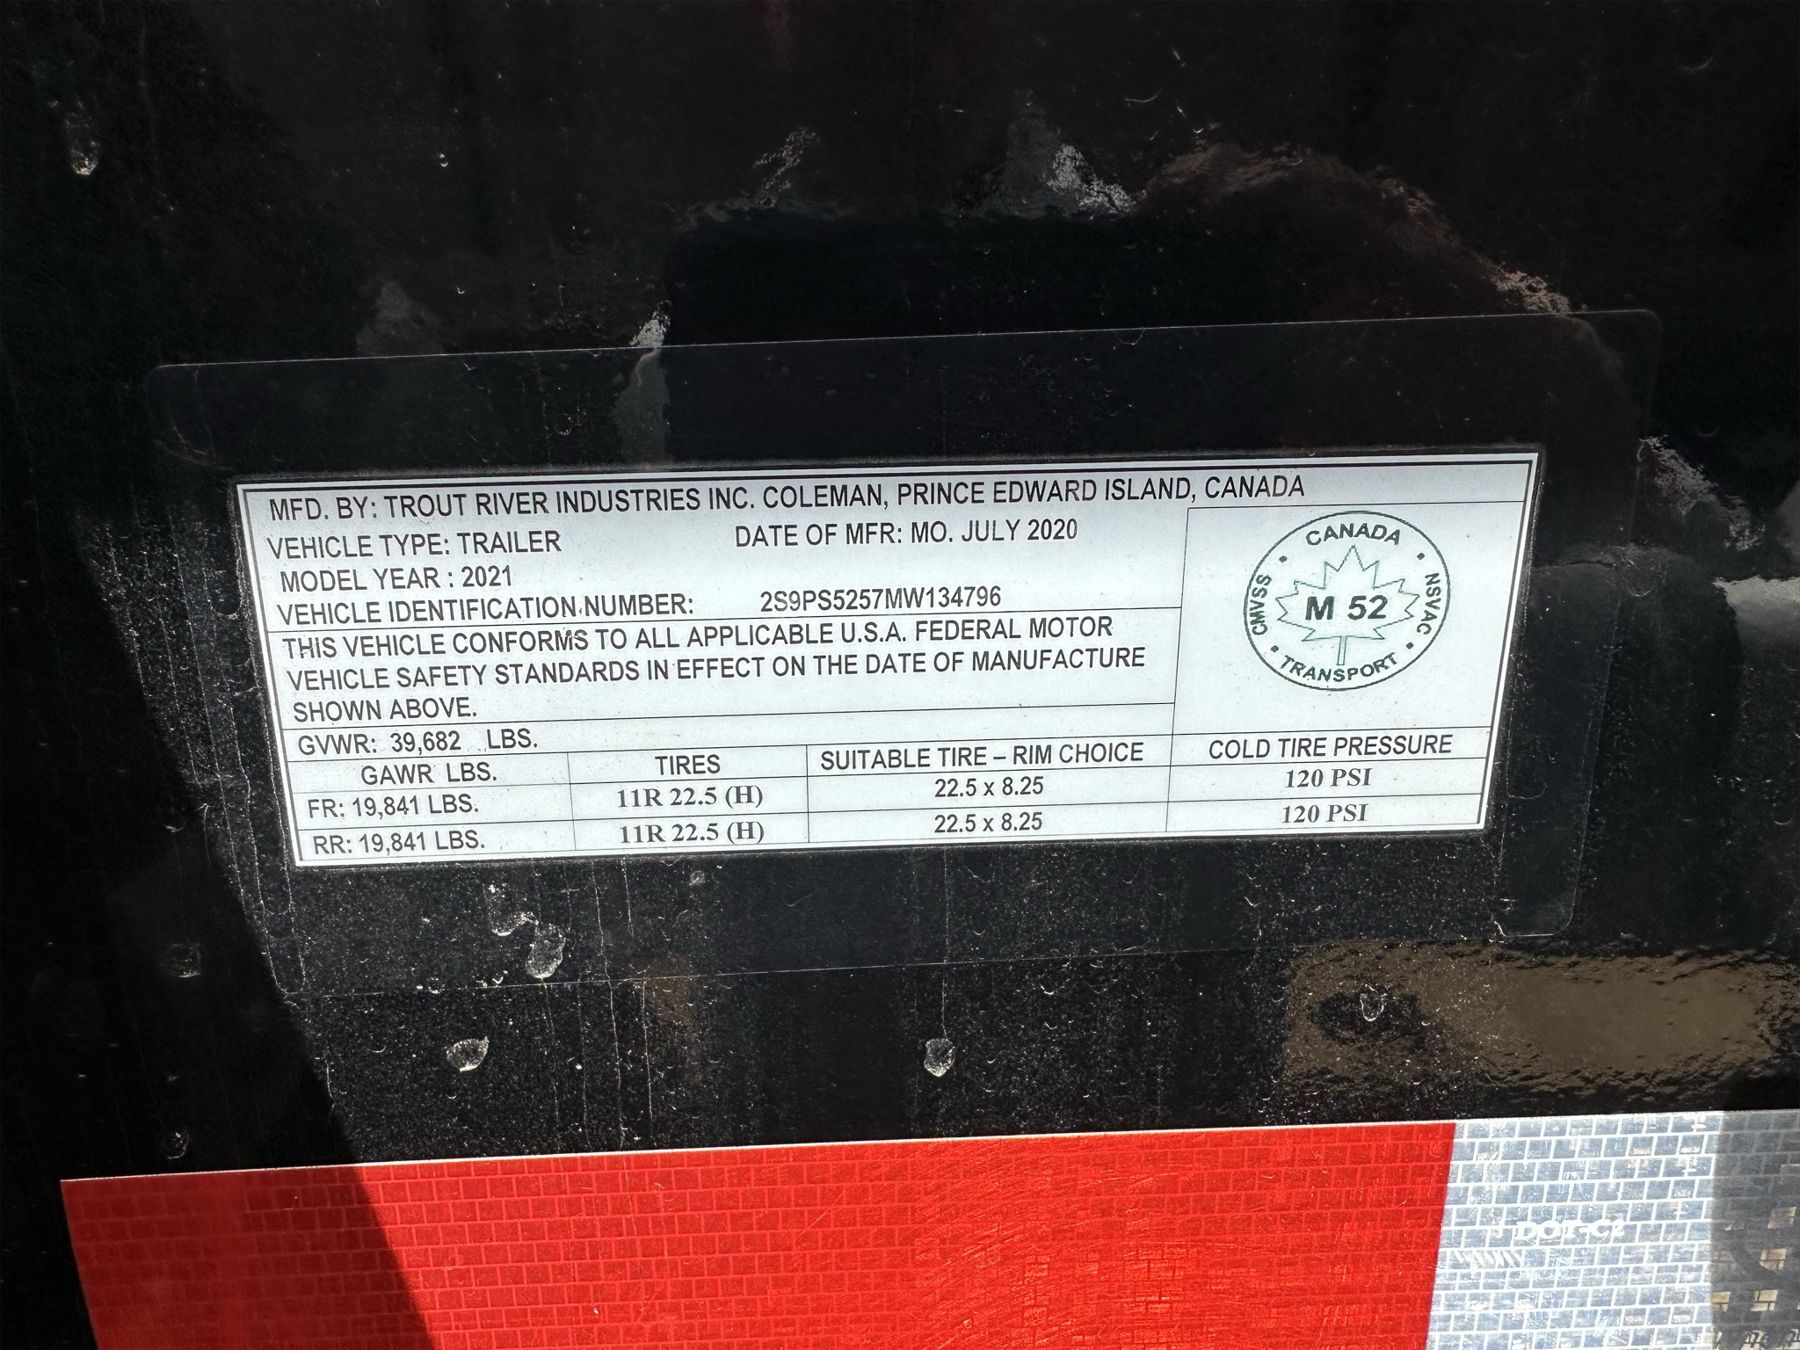 MFD. BY: TROUT RIVER INDUSTRIES INC. COLEMAN, PRINCE EDWARD ISLAND, CANADA
VEHICLE TYPE: TRAILER DATE OF MFR: MO. JULY 2020
MODEL YEAR : 2021
VEHICLE IDENTIFICATION NUMBER: 2S9PS5257MW134796
THIS VEHICLE CONFORMS TO ALL APPLICABLE U.S.A. FEDERAL MOTOR
VEHICLE SAFETY STANDARDS IN EFFECT ON THE DATE OF MANUFACTURE
SHOWN ABOVE.
CANADA
CMVSS
M 52
NSVAC
TRANSPORT
GVWR: 39,682 LBS.
GAWR LBS. TIRES SUITABLE TIRE – RIM CHOICE COLD TIRE PRESSURE
FR: 19,841 LBS. 11R 22.5 (H) 22.5 x 8.25 120 PSI
RR: 19,841 LBS. 11R 22.5 (H) 22.5 x 8.25 120 PSI
DOT-C2